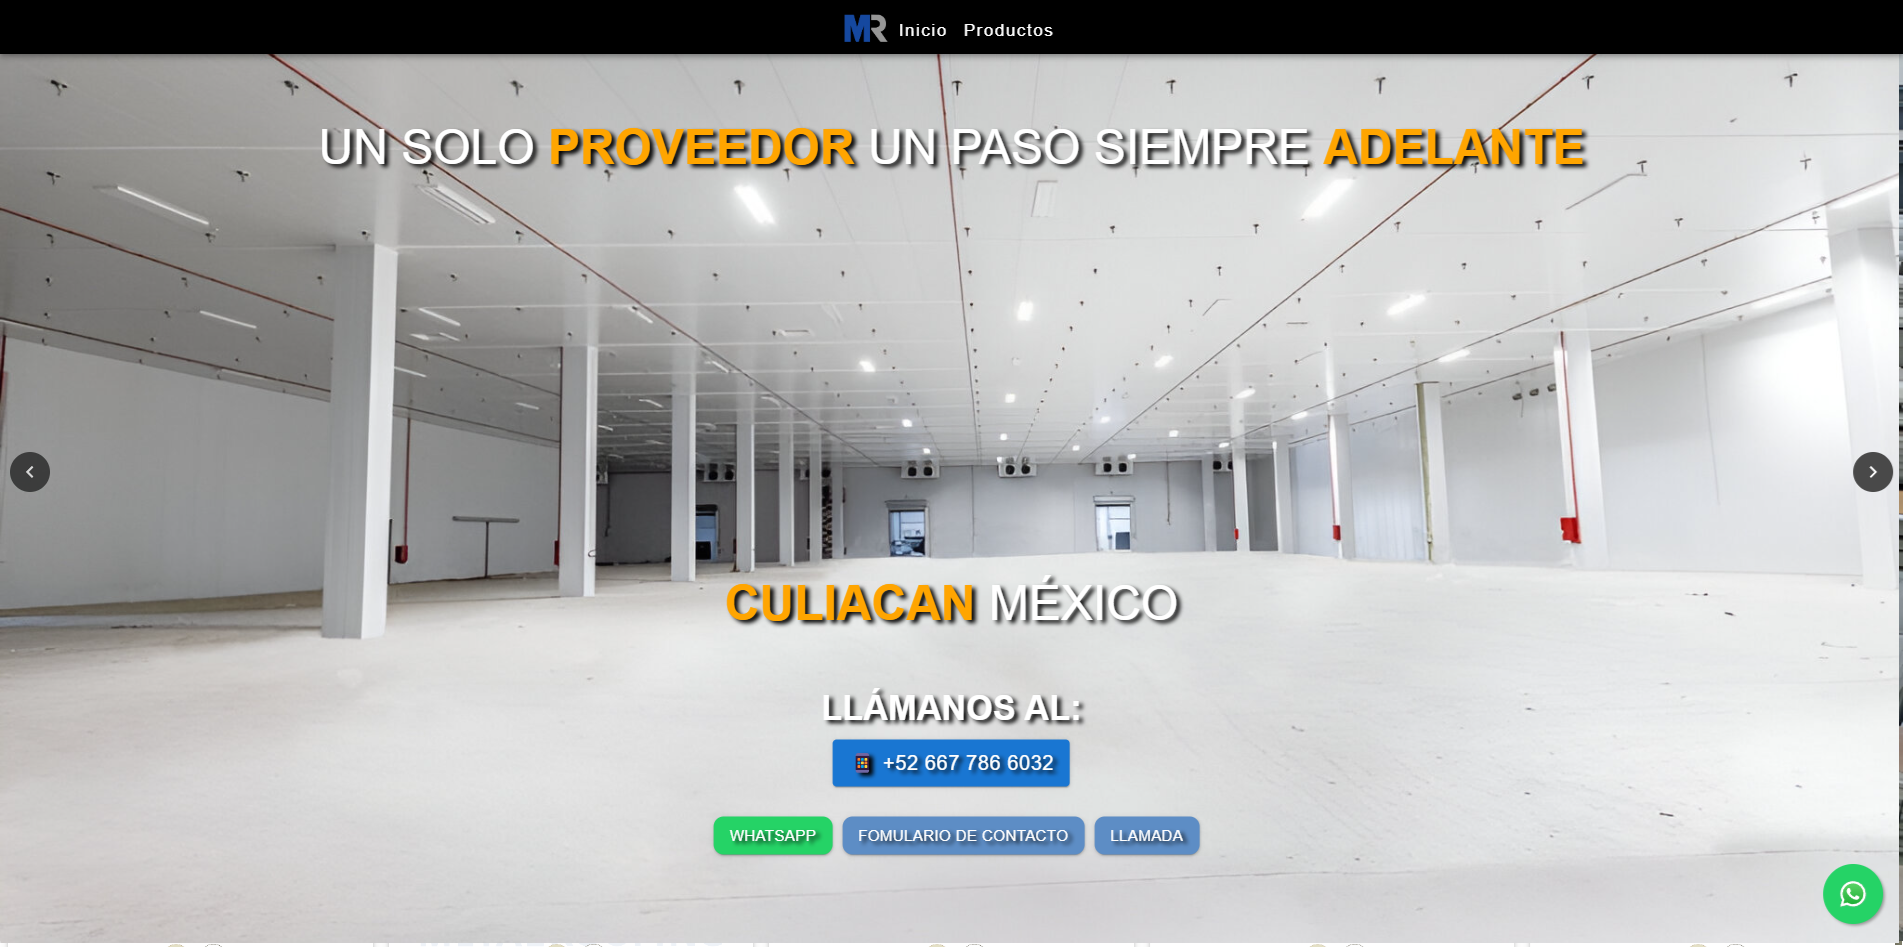 MR Inicio Productos
UN SOLO PROVEEDOR UN PASO SIEMPRE ADELANTE
CULIACAN MÉXICO
LLÁMANOS AL:
+52 667 786 6032
WHATSAPP FOMULARIO DE CONTACTO LLAMADA